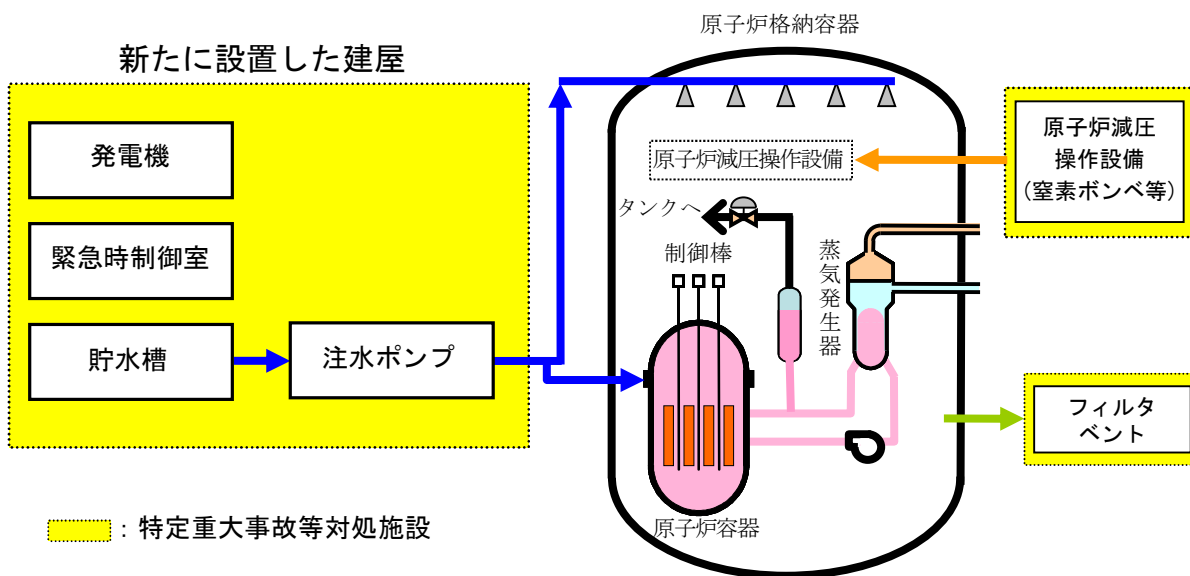 原子炉格納容器
新たに設置した建屋
発電機
緊急時制御室
貯水槽
注水ポンプ
原子炉減圧操作設備
タンクへ
制御棒
蒸気発生器
原子炉容器
原子炉減圧
操作設備
(窒素ボンベ等)
フィルタ
ベント
：特定重大事故等対処施設